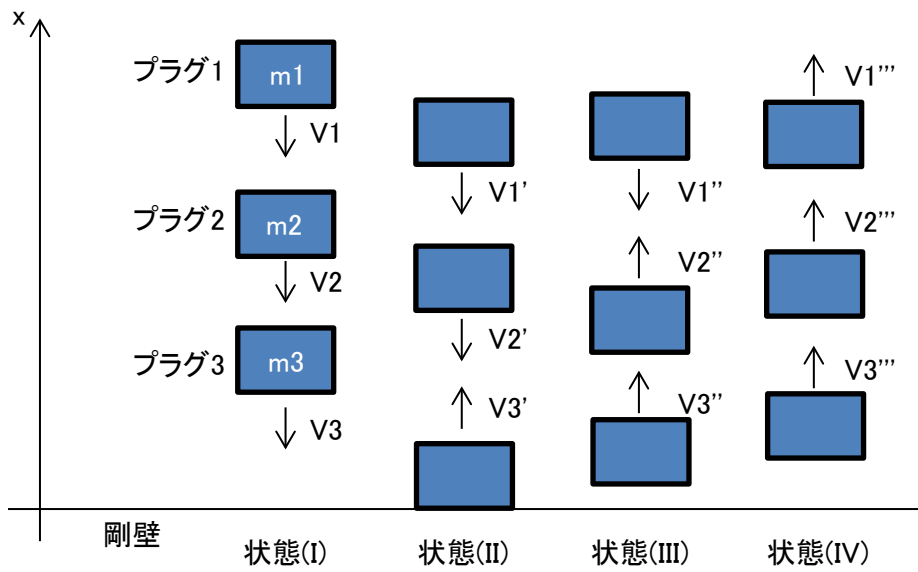 x
プラグ1
m1
V1
プラグ2
m2
V2
プラグ3
m3
V3
V1'
V2'
V3'
V1''
V2''
V3''
V1'''
V2'''
V3'''
剛壁
状態(I)
状態(II)
状態(III)
状態(IV)